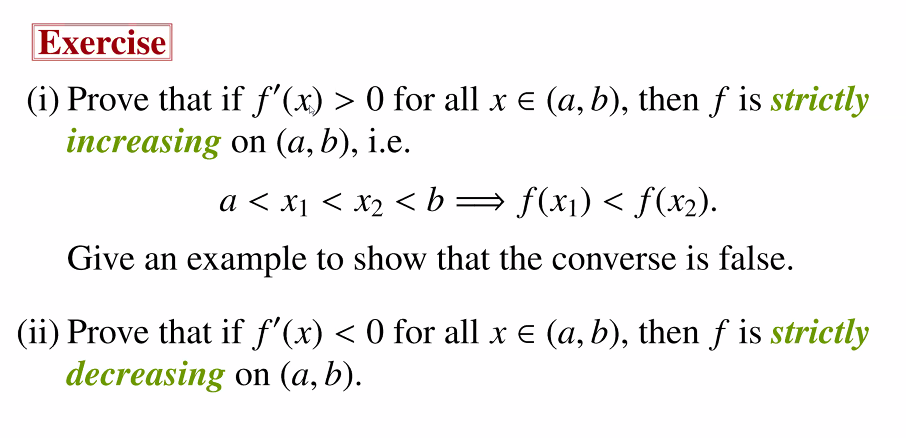 Exercise
(i) Prove that if f′(x) > 0 for all x ∈ (a, b), then f is strictly
increasing on (a, b), i.e.
a < x₁ < x₂ < b ⟹ f(x₁) < f(x₂).
Give an example to show that the converse is false.
(ii) Prove that if f′(x) < 0 for all x ∈ (a, b), then f is strictly
decreasing on (a, b).